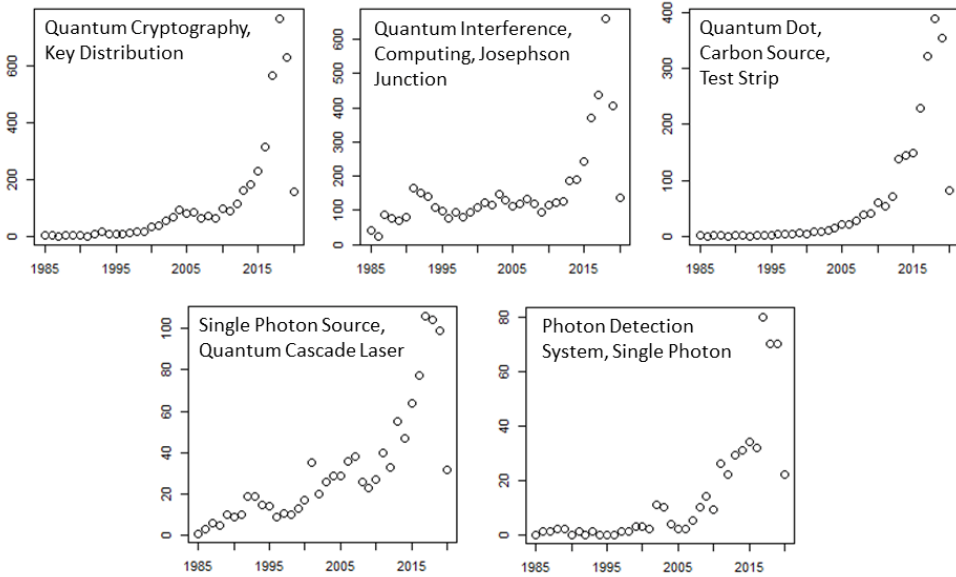 Quantum Cryptography,
Key Distribution
0 200 400 600
1985 1995 2005 2015
Quantum Interference,
Computing, Josephson
Junction
0 100 200 300 400 500 600
1985 1995 2005 2015
Quantum Dot,
Carbon Source,
Test Strip
0 100 200 300 400
1985 1995 2005 2015
Single Photon Source,
Quantum Cascade Laser
0 20 40 60 80 100
1985 1995 2005 2015
Photon Detection
System, Single Photon
0 20 40 60 80
1985 1995 2005 2015